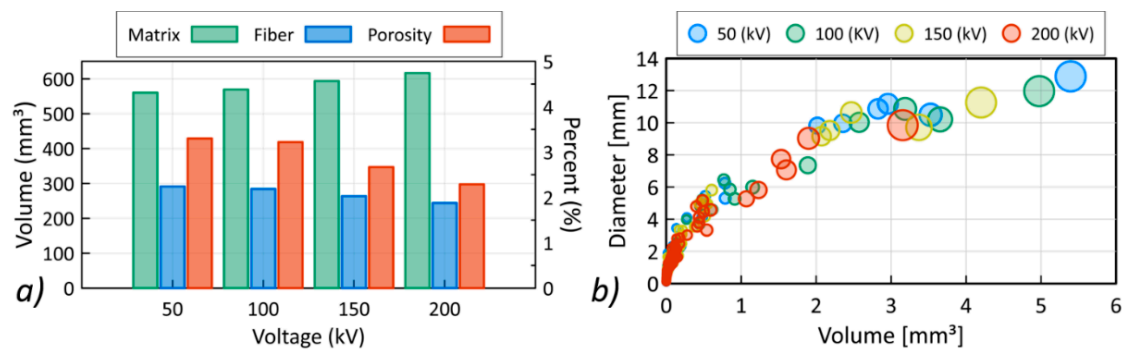 Matrix Fiber Porosity
600
500
400
300
200
100
0
Volume (mm³)
5
4
3
2
1
0
Percent (%)
50 100 150 200
Voltage (kV)
a)
50 (kV) 100 (KV) 150 (kV) 200 (kV)
14
12
10
8
6
4
2
0
Diameter [mm]
0 1 2 3 4 5 6
Volume [mm³]
b)